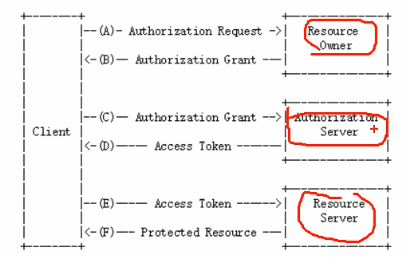 --(A)- Authorization Request ->
Resource
Owner
<-(B)-- Authorization Grant ---
--(C)-- Authorization Grant -->
Authorization
Server
Client
<-(D)----- Access Token -------
--(E)----- Access Token ------>
Resource
Server
<-(F)--- Protected Resource ---